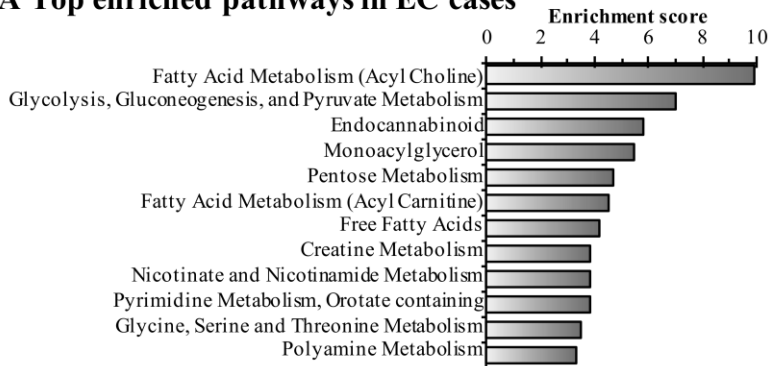 A Top enriched pathways in EC cases
Enrichment score
0 2 4 6 8 10
Fatty Acid Metabolism (Acyl Choline)
Glycolysis, Gluconeogenesis, and Pyruvate Metabolism
Endocannabinoid
Monoacylglycerol
Pentose Metabolism
Fatty Acid Metabolism (Acyl Carnitine)
Free Fatty Acids
Creatine Metabolism
Nicotinate and Nicotinamide Metabolism
Pyrimidine Metabolism, Orotate containing
Glycine, Serine and Threonine Metabolism
Polyamine Metabolism